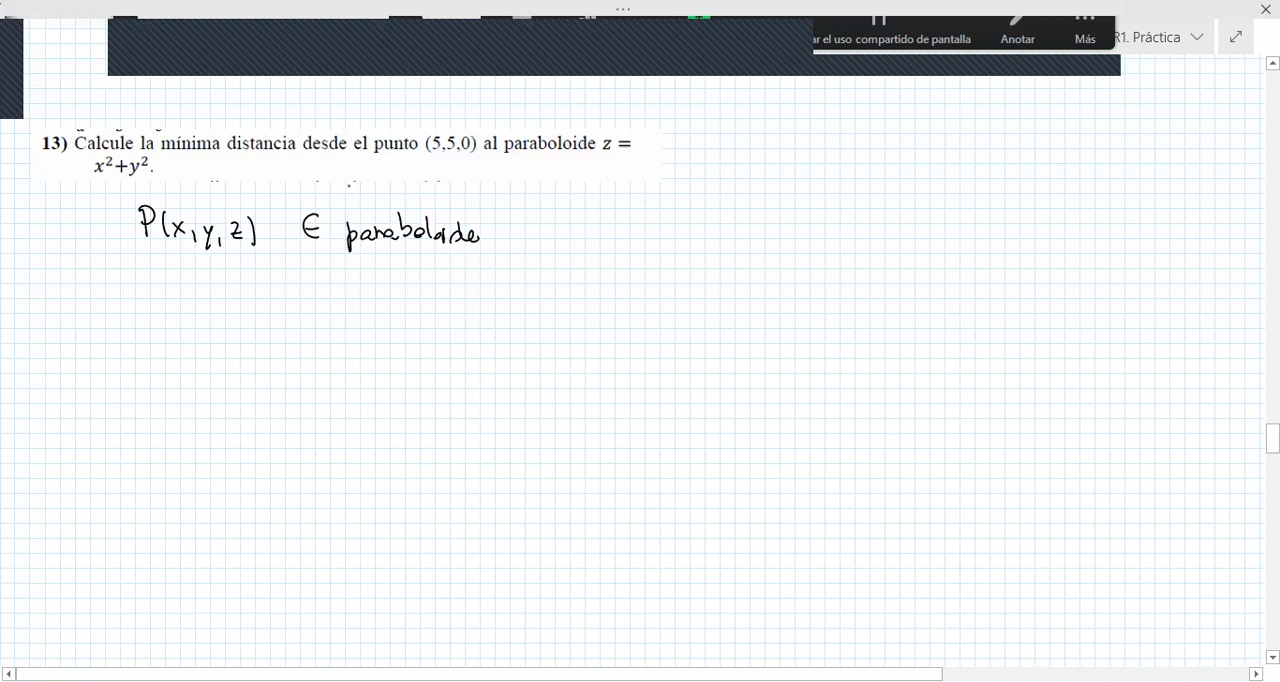 ...
ar el uso compartido de pantalla
Anotar
Más
R1. Práctica
13) Calcule la mínima distancia desde el punto (5,5,0) al paraboloide z =
x²+y².
P(x,y,z) ∈ paraboloide